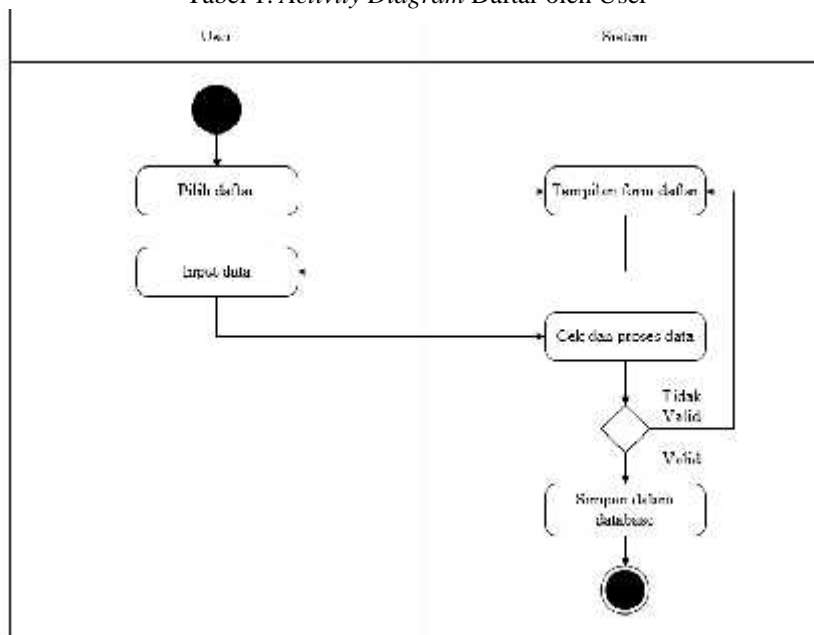 Tabel 1. Activity Diagram Daftar oleh User
User
Sistem
Pilih daftar
Tampilan form daftar
Input data
Cek dan proses data
Tidak
Valid
Valid
Simpan dalam
database